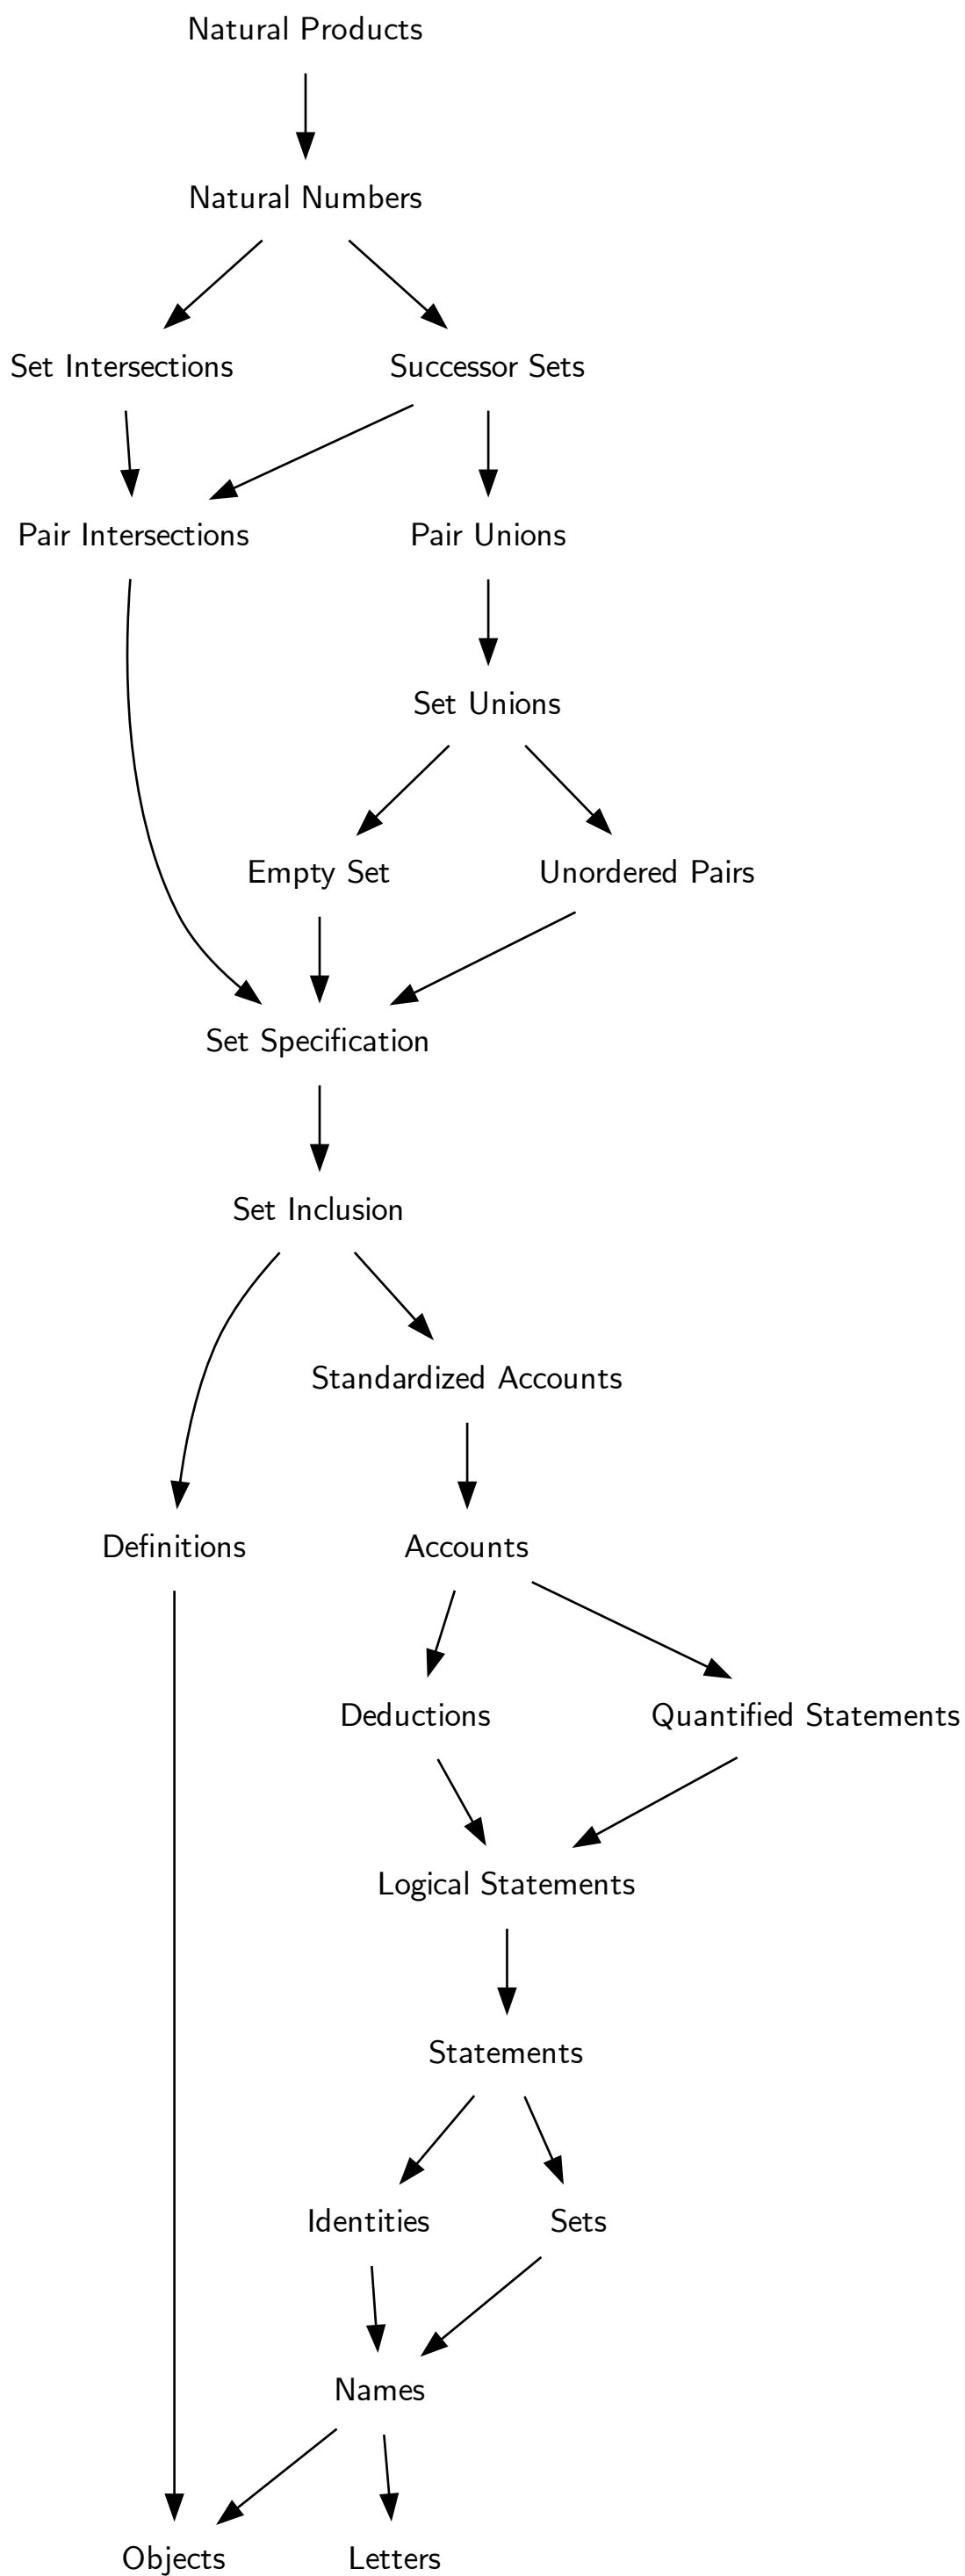 Natural Products
Natural Numbers
Set Intersections
Successor Sets
Pair Intersections
Pair Unions
Set Unions
Empty Set
Unordered Pairs
Set Specification
Set Inclusion
Standardized Accounts
Definitions
Accounts
Deductions
Quantified Statements
Logical Statements
Statements
Identities
Sets
Names
Objects
Letters